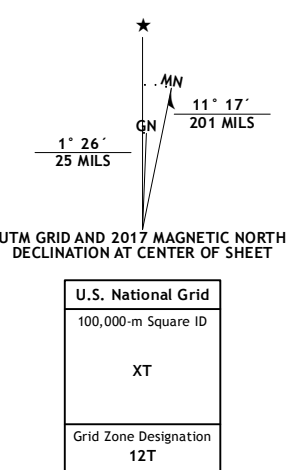 ★
MN
GN
11° 17´
201 MILS
1° 26´
25 MILS
UTM GRID AND 2017 MAGNETIC NORTH
DECLINATION AT CENTER OF SHEET
U.S. National Grid
100,000-m Square ID
XT
Grid Zone Designation
12T